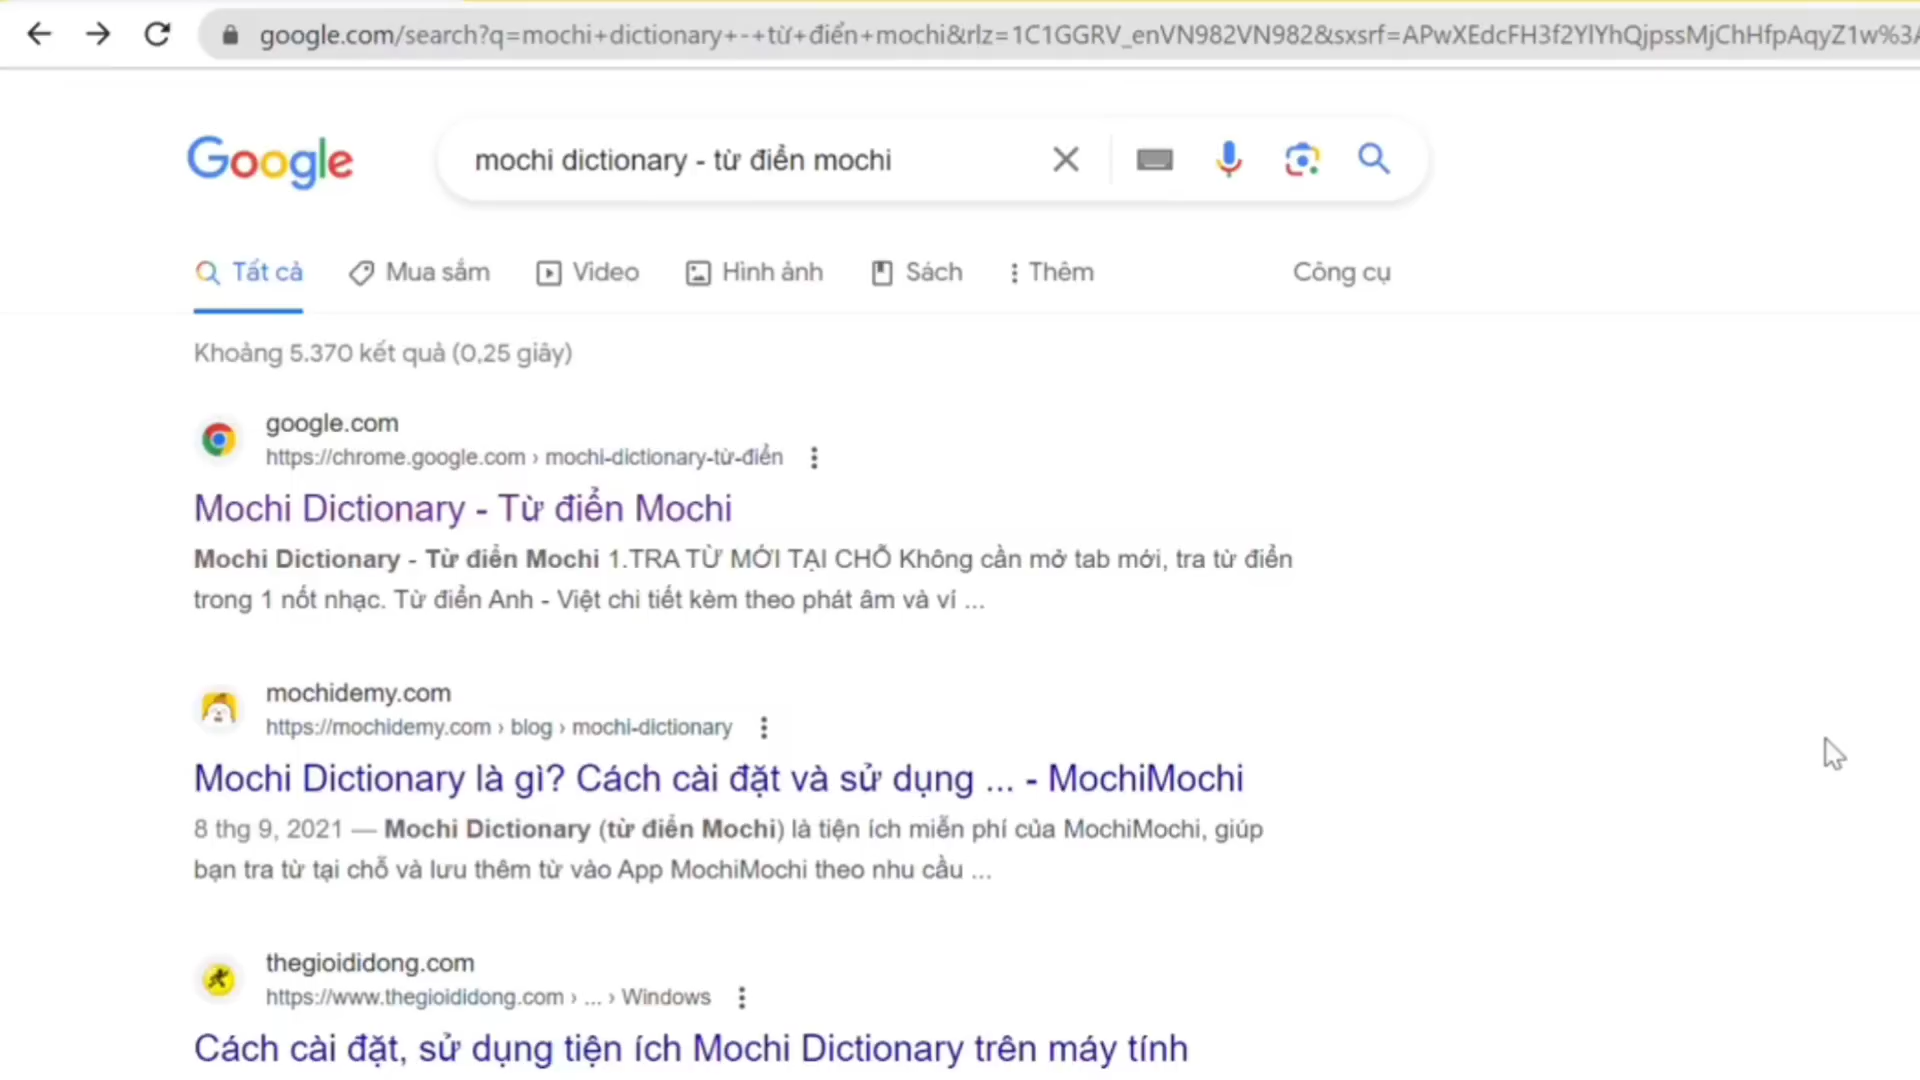 google.com/search?q=mochi+dictionary+-+từ+điển+mochi&rlz=1C1GGRV_enVN982VN982&sxsrf=APwXEdcFH3f2YlYhQjpssMjChHfpAqyZ1w%3A
Google
mochi dictionary - từ điển mochi
Tất cả Mua sắm Video Hình ảnh Sách Thêm Công cụ
Khoảng 5.370 kết quả (0,25 giây)
google.com
https://chrome.google.com › mochi-dictionary-từ-điển
Mochi Dictionary - Từ điển Mochi
Mochi Dictionary - Từ điển Mochi 1.TRA TỪ MỚI TẠI CHỖ Không cần mở tab mới, tra từ điển
trong 1 nốt nhạc. Từ điển Anh - Việt chi tiết kèm theo phát âm và ví ...
mochidemy.com
https://mochidemy.com › blog › mochi-dictionary
Mochi Dictionary là gì? Cách cài đặt và sử dụng ... - MochiMochi
8 thg 9, 2021 — Mochi Dictionary (từ điển Mochi) là tiện ích miễn phí của MochiMochi, giúp
bạn tra từ tại chỗ và lưu thêm từ vào App MochiMochi theo nhu cầu ...
thegioididong.com
https://www.thegioididong.com › ... › Windows
Cách cài đặt, sử dụng tiện ích Mochi Dictionary trên máy tính